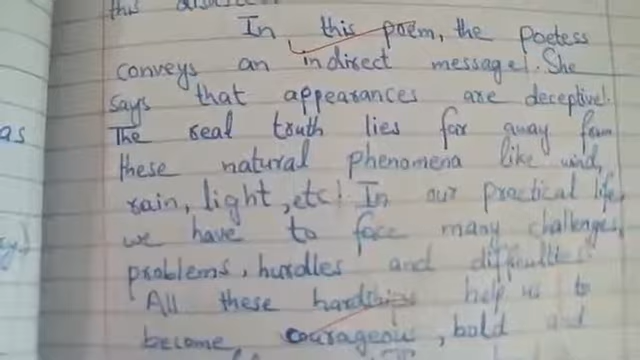 this
In this poem, the poetess
conveys an indirect message!. She
says that appearances are deceptive!.
The real truth lies far away from
as
these natural phenomena like wind,
rain, light, etc! In our practical life,
we have to face many challenges,
problems, hurdles and difficulties
All these hardships help us to
become, courageous, bold and